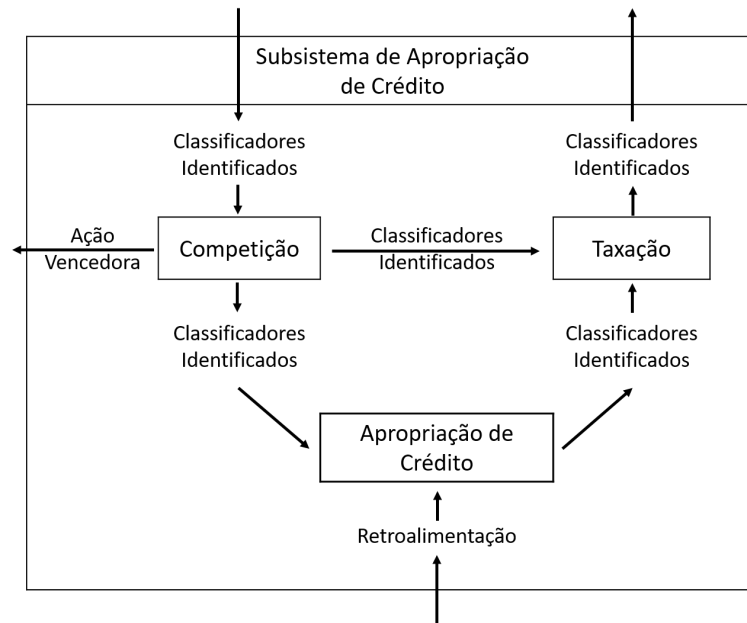 Subsistema de Apropriação
de Crédito
Classificadores
Identificados
Classificadores
Identificados
Ação
Vencedora
Competição
Classificadores
Identificados
Taxação
Classificadores
Identificados
Classificadores
Identificados
Apropriação de
Crédito
Retroalimentação